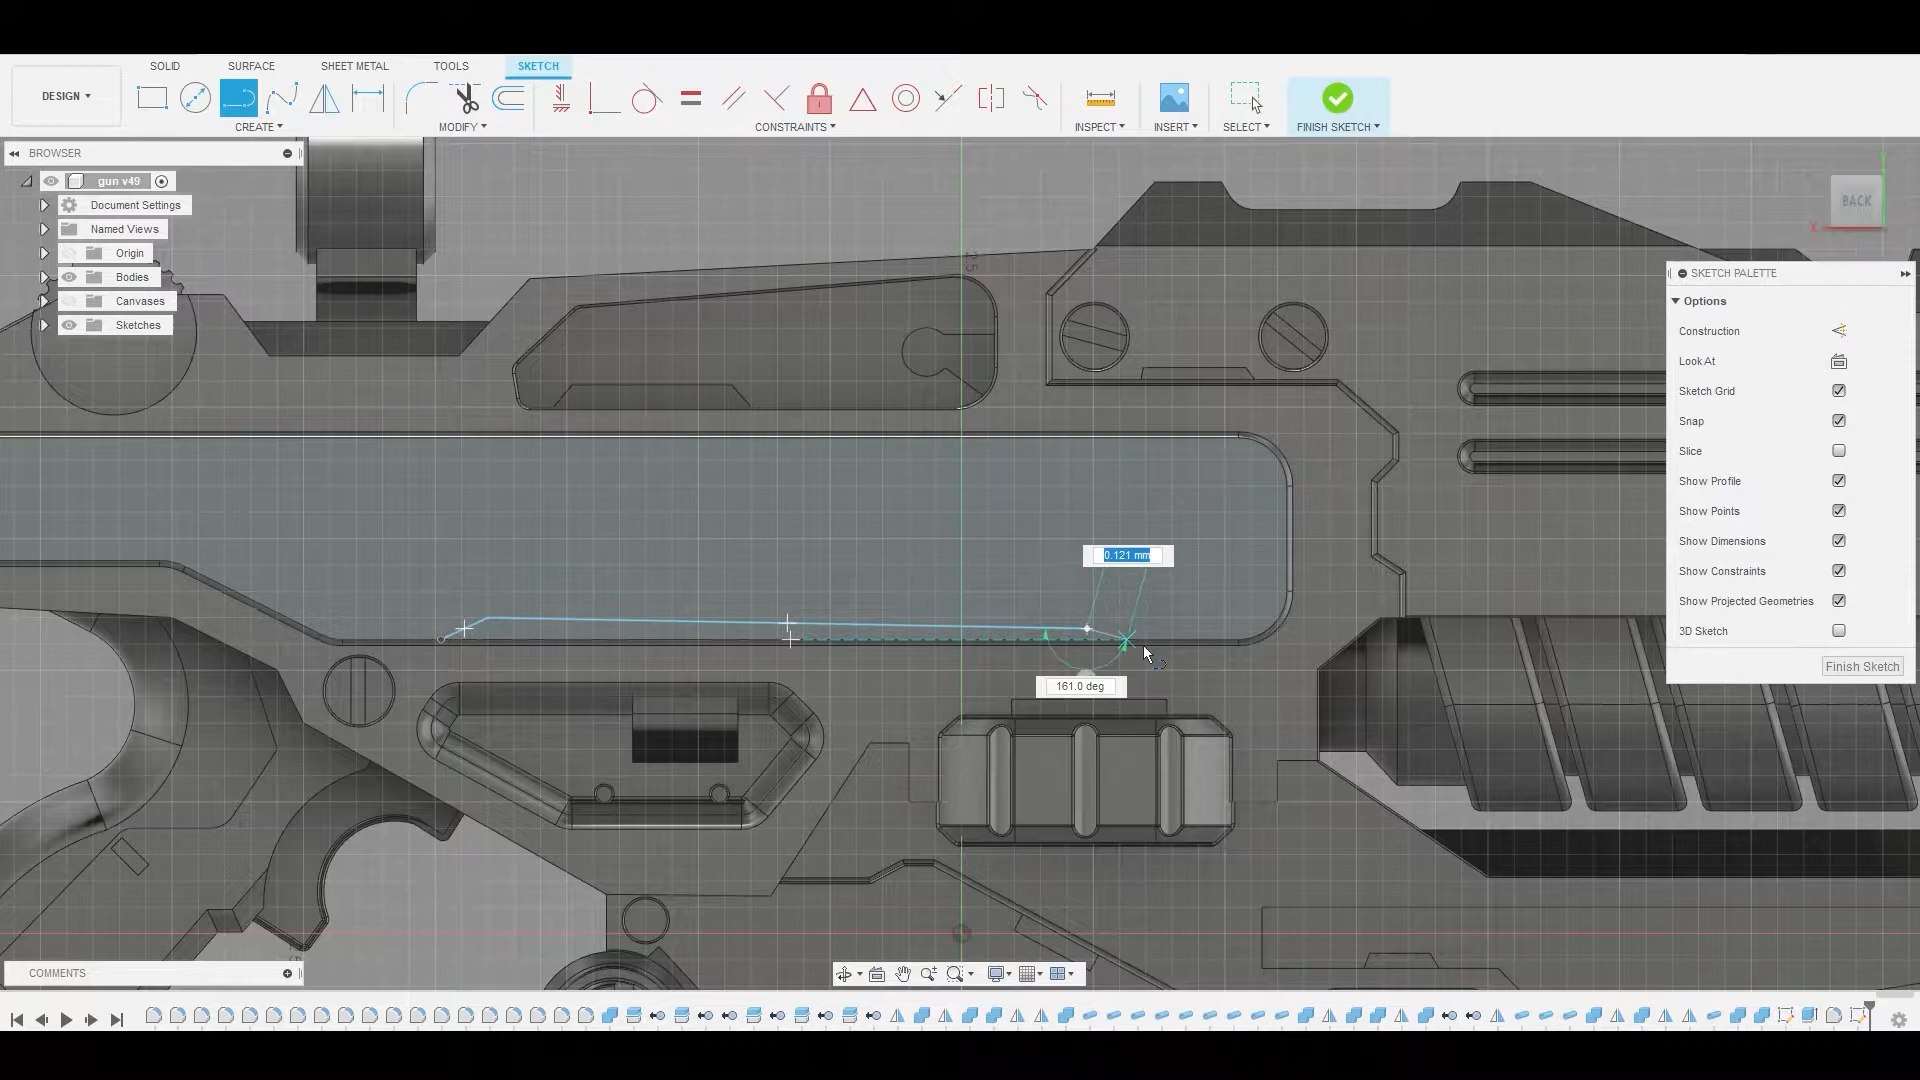 SOLID
SURFACE
SHEET METAL
TOOLS
SKETCH
DESIGN
CREATE
MODIFY
CONSTRAINTS
INSPECT
INSERT
SELECT
FINISH SKETCH
BROWSER
gun v49
Document Settings
Named Views
Origin
Bodies
Canvases
Sketches
BACK
X
25
SKETCH PALETTE
Options
Construction
Look At
Sketch Grid
Snap
Slice
Show Profile
Show Points
Show Dimensions
Show Constraints
Show Projected Geometries
3D Sketch
Finish Sketch
0.121 mm
161.0 deg
COMMENTS